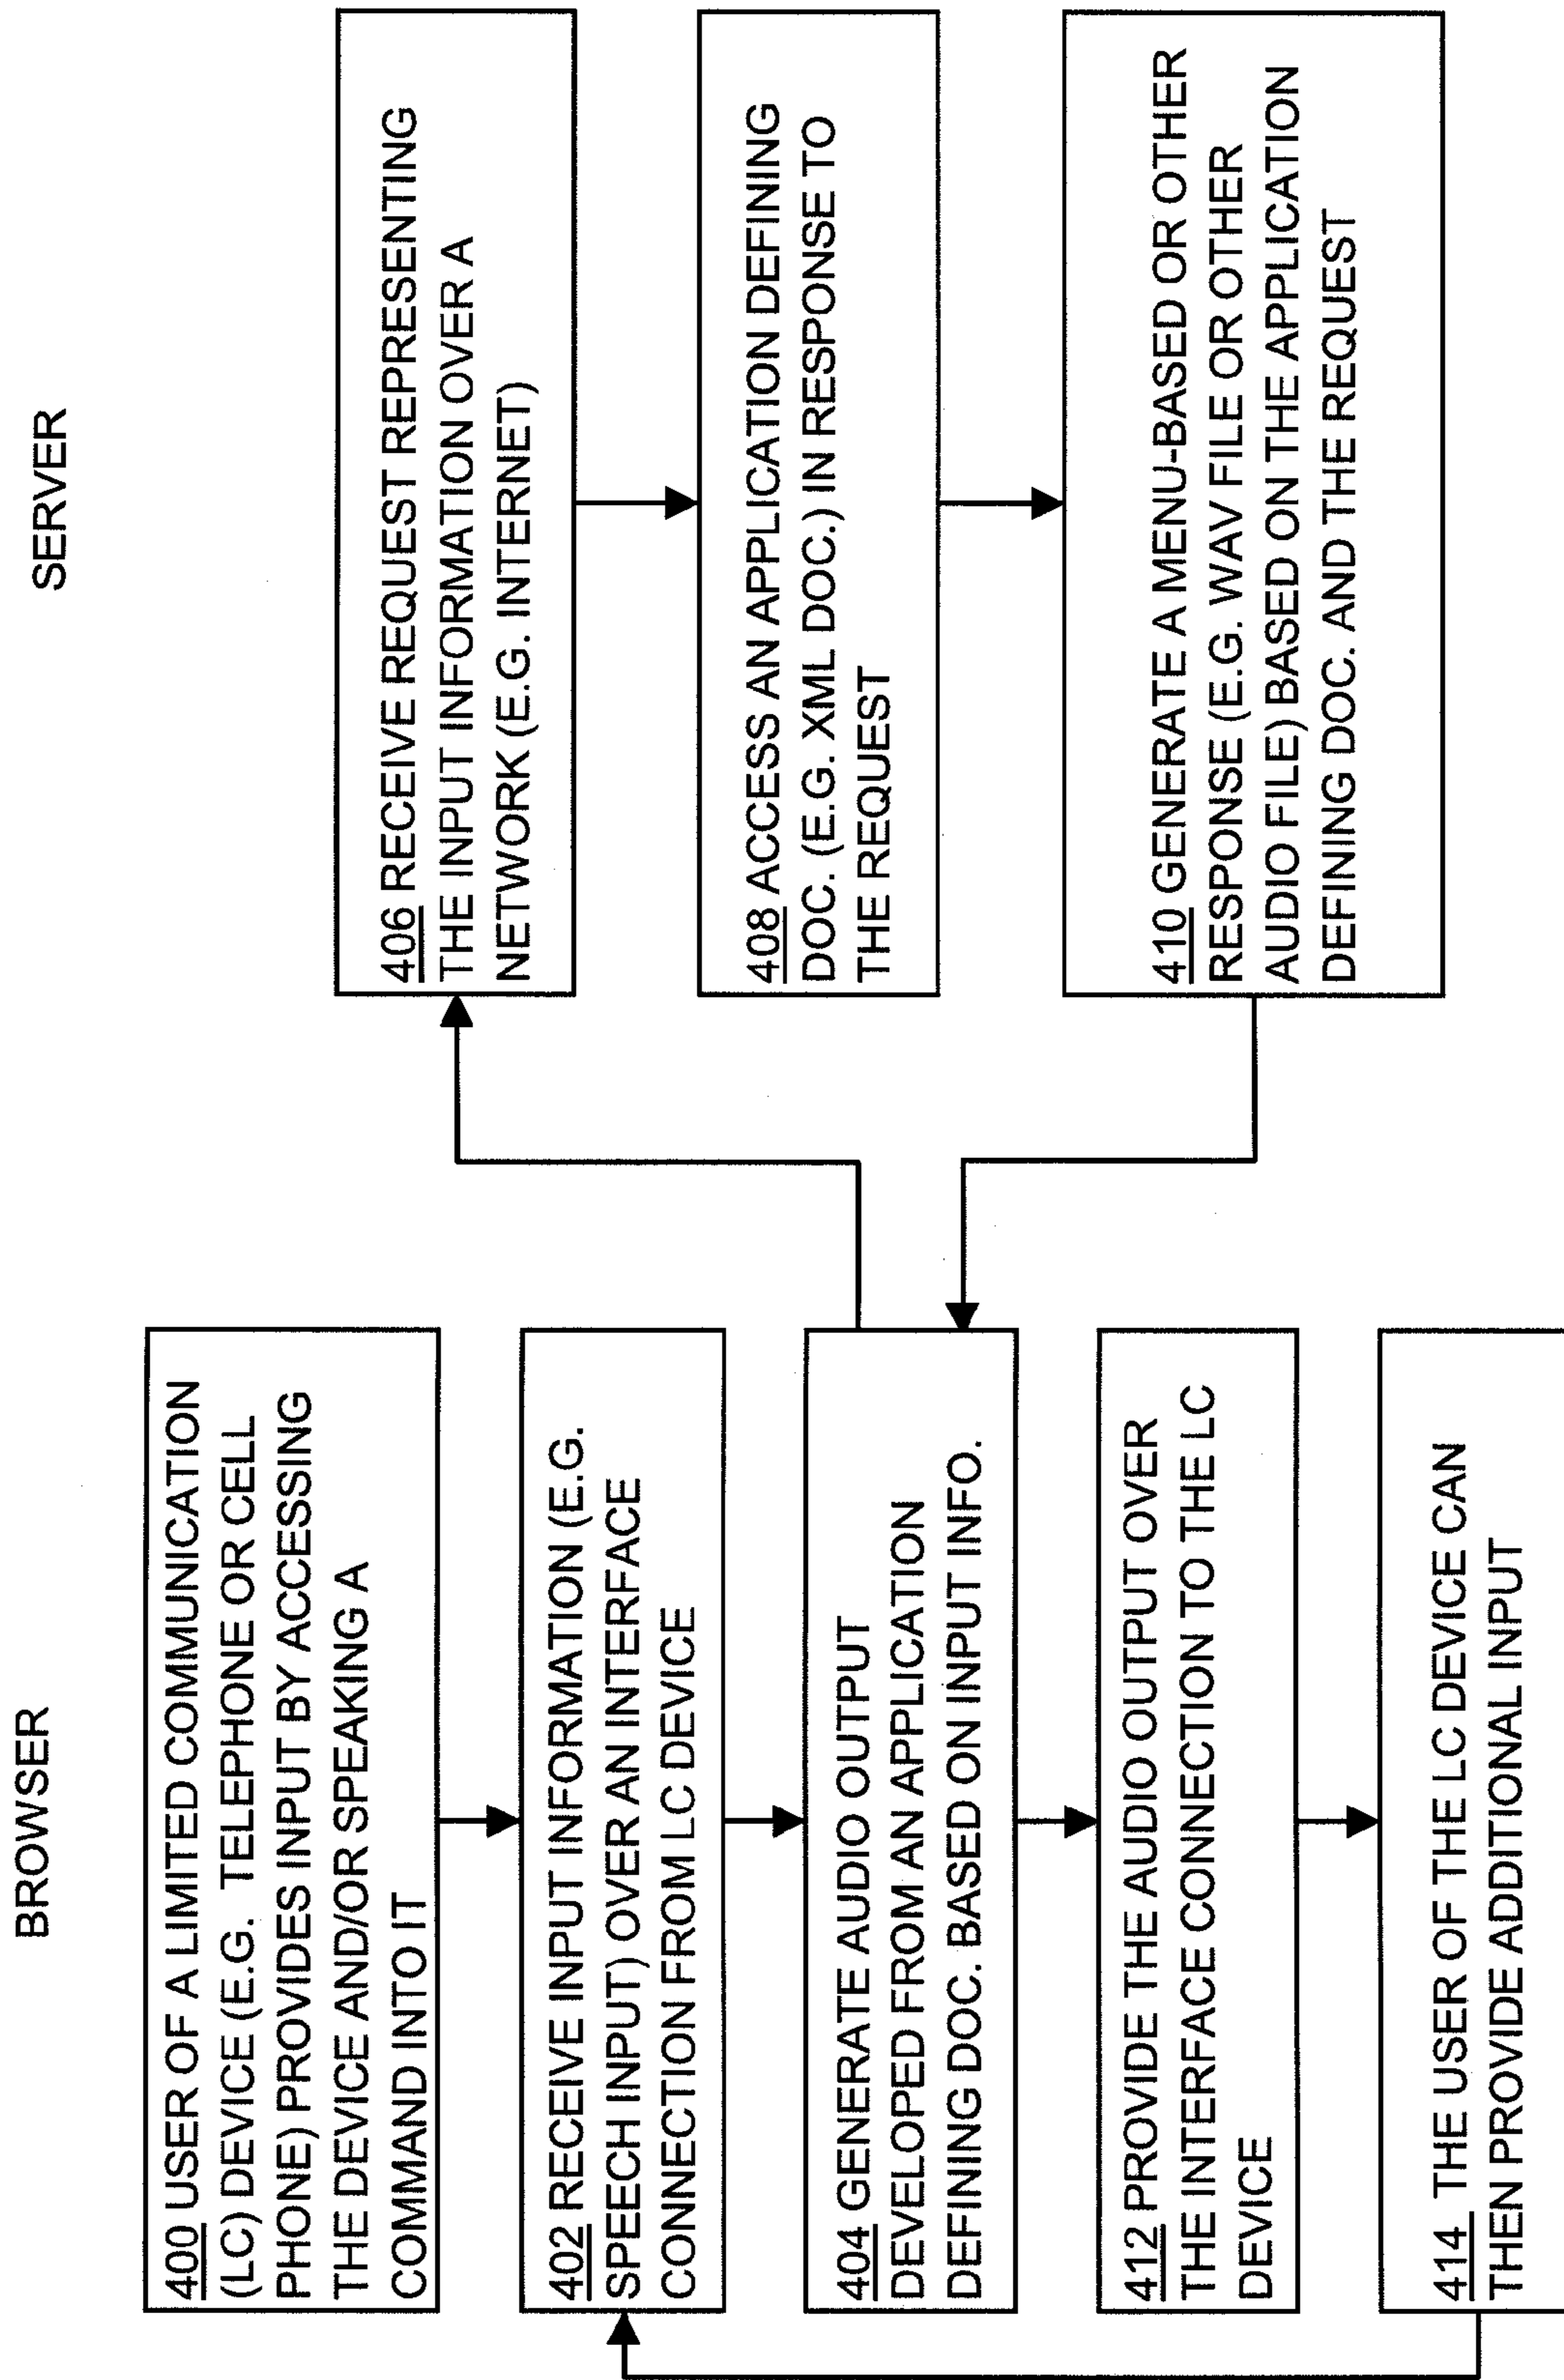 BROWSER
400 USER OF A LIMITED COMMUNICATION
(LC) DEVICE (E.G. TELEPHONE OR CELL
PHONE) PROVIDES INPUT BY ACCESSING
THE DEVICE AND/OR SPEAKING A
COMMAND INTO IT
402 RECEIVE INPUT INFORMATION (E.G.
SPEECH INPUT) OVER AN INTERFACE
CONNECTION FROM LC DEVICE
404 GENERATE AUDIO OUTPUT
DEVELOPED FROM AN APPLICATION
DEFINING DOC. BASED ON INPUT INFO.
412 PROVIDE THE AUDIO OUTPUT OVER
THE INTERFACE CONNECTION TO THE LC
DEVICE
414 THE USER OF THE LC DEVICE CAN
THEN PROVIDE ADDITIONAL INPUT
SERVER
406 RECEIVE REQUEST REPRESENTING
THE INPUT INFORMATION OVER A
NETWORK (E.G. INTERNET)
408 ACCESS AN APPLICATION DEFINING
DOC. (E.G. XML DOC.) IN RESPONSE TO
THE REQUEST
410 GENERATE A MENU-BASED OR OTHER
RESPONSE (E.G. WAV FILE OR OTHER
AUDIO FILE) BASED ON THE APPLICATION
DEFINING DOC. AND THE REQUEST